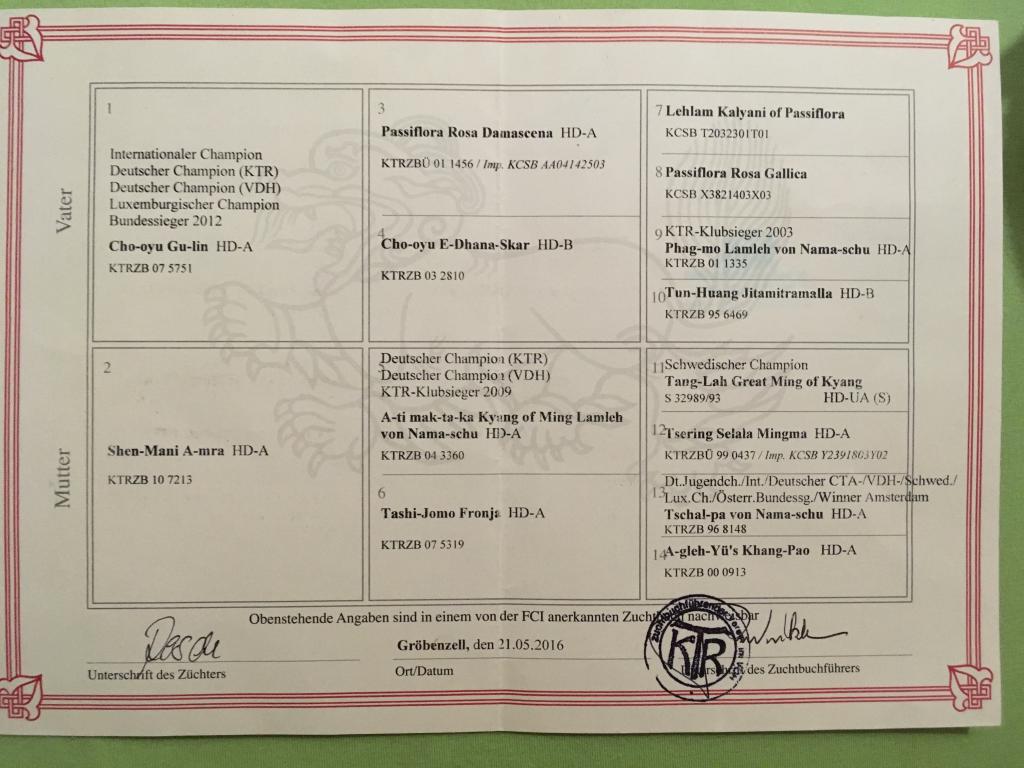 Vater
1
Internationaler Champion
Deutscher Champion (KTR)
Deutscher Champion (VDH)
Luxemburgischer Champion
Bundessieger 2012
Cho-oyu Gu-lin HD-A
KTRZB 07 5751
3
Passiflora Rosa Damascena HD-A
KTRZBÜ 01 1456 / Imp. KCSB AA04142503
4
Cho-oyu E-Dhana-Skar HD-B
KTRZB 03 2810
7 Lehlam Kalyani of Passiflora
KCSB T2032301T01
8 Passiflora Rosa Gallica
KCSB X3821403X03
9 KTR-Klubsieger 2003
Phag-mo Lamleh von Nama-schu HD-A
KTRZB 01 1335
10 Tun-Huang Jitamitramalla HD-B
KTRZB 95 6469
Mutter
2
Shen-Mani A-mra HD-A
KTRZB 10 7213
5
Deutscher Champion (KTR)
Deutscher Champion (VDH)
KTR-Klubsieger 2009
A-ti mak-ta-ka Kyang of Ming Lamleh
von Nama-schu HD-A
KTRZB 04 3360
6
Tashi-Jomo Fronja HD-A
KTRZB 07 5319
11 Schwedischer Champion
Tang-Lah Great Ming of Kyang
S 32989/93 HD-UA (S)
12 Tsering Selala Mingma HD-A
KTRZBÜ 99 0437 / Imp. KCSB Y2391803Y02
Dt.Jugendch./Int./Deutscher CTA-/VDH-/Schwed./
13 Lux.Ch./Österr.Bundessg./Winner Amsterdam
Tschal-pa von Nama-schu HD-A
KTRZB 96 8148
14 A-gleh-Yü's Khang-Pao HD-A
KTRZB 00 0913
Obenstehende Angaben sind in einem von der FCI anerkannten Zuchtbuch nachweisbar
Gröbenzell, den 21.05.2016
Unterschrift des Züchters
Ort/Datum
Unterschrift des Zuchtbuchführers
Zuchtbuchführender Verein im VDH
KTR